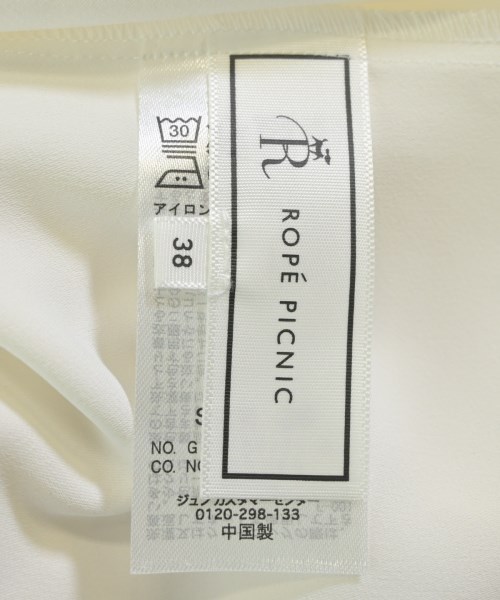 30
アイロン
38
R
ROPÉ PICNIC
NO. G
CO. NO
ジュンカスタマーセンター
0120-298-133
中国製